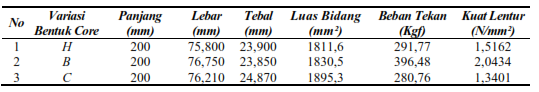 No Variasi Bentuk Core Panjang (mm) Lebar (mm) Tebal (mm) Luas Bidang (mm²) Beban Tekan (Kgf) Kuat Lentur (N/mm²)
1 H 200 75,800 23,900 1811,6 291,77 1,5162
2 B 200 76,750 23,850 1830,5 396,48 2,0434
3 C 200 76,210 24,870 1895,3 280,76 1,3401